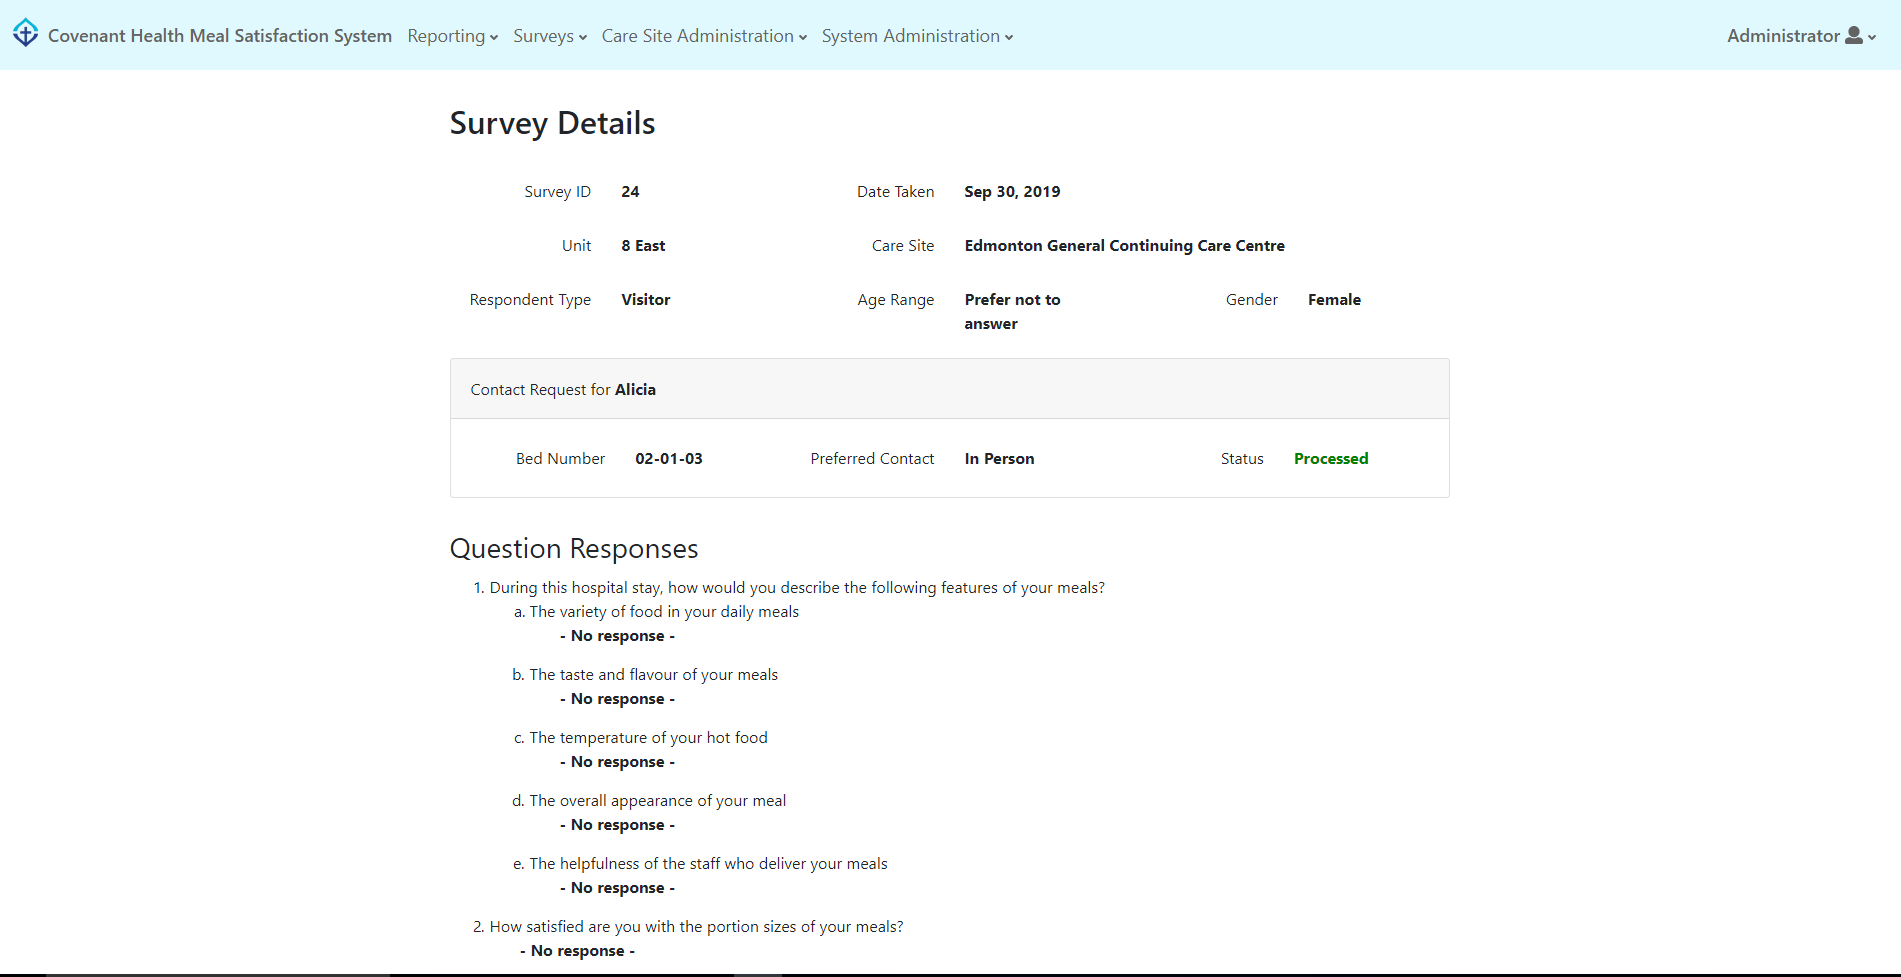 Covenant Health Meal Satisfaction System Reporting Surveys Care Site Administration System Administration Administrator
Survey Details
Survey ID 24 Date Taken Sep 30, 2019
Unit 8 East Care Site Edmonton General Continuing Care Centre
Respondent Type Visitor Age Range Prefer not to Gender Female
answer
Contact Request for Alicia
Bed Number 02-01-03 Preferred Contact In Person Status Processed
Question Responses
1. During this hospital stay, how would you describe the following features of your meals?
a. The variety of food in your daily meals
- No response -
b. The taste and flavour of your meals
- No response -
c. The temperature of your hot food
- No response -
d. The overall appearance of your meal
- No response -
e. The helpfulness of the staff who deliver your meals
- No response -
2. How satisfied are you with the portion sizes of your meals?
- No response -